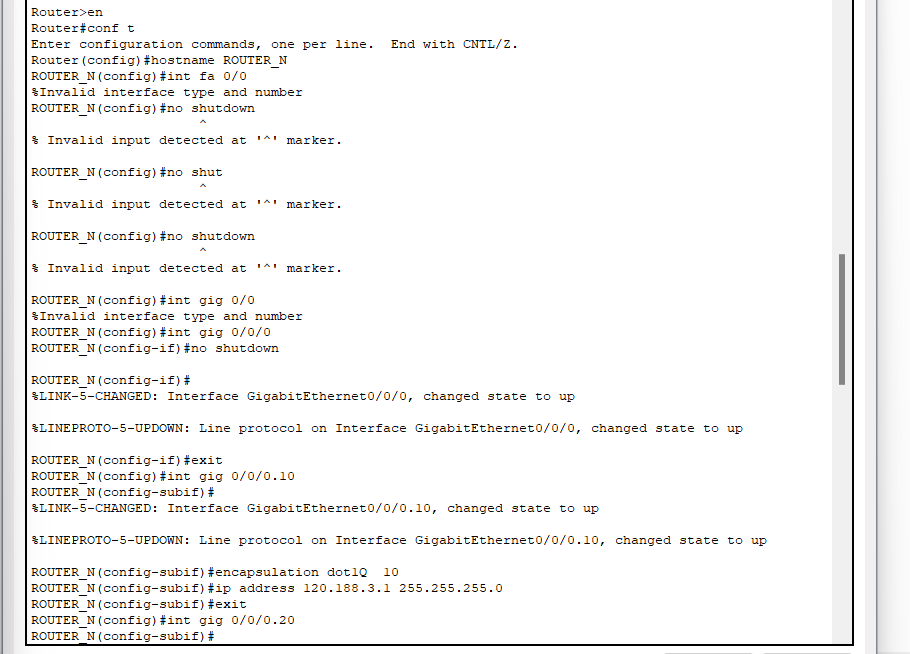 Router>en
Router#conf t
Enter configuration commands, one per line.  End with CNTL/Z.
Router(config)#hostname ROUTER_N
ROUTER_N(config)#int fa 0/0
%Invalid interface type and number
ROUTER_N(config)#no shutdown
^
% Invalid input detected at '^' marker.
ROUTER_N(config)#no shut
^
% Invalid input detected at '^' marker.
ROUTER_N(config)#no shutdown
^
% Invalid input detected at '^' marker.
ROUTER_N(config)#int gig 0/0
%Invalid interface type and number
ROUTER_N(config)#int gig 0/0/0
ROUTER_N(config-if)#no shutdown
ROUTER_N(config-if)#
%LINK-5-CHANGED: Interface GigabitEthernet0/0/0, changed state to up
%LINEPROTO-5-UPDOWN: Line protocol on Interface GigabitEthernet0/0/0, changed state to up
ROUTER_N(config-if)#exit
ROUTER_N(config)#int gig 0/0/0.10
ROUTER_N(config-subif)#
%LINK-5-CHANGED: Interface GigabitEthernet0/0/0.10, changed state to up
%LINEPROTO-5-UPDOWN: Line protocol on Interface GigabitEthernet0/0/0.10, changed state to up
ROUTER_N(config-subif)#encapsulation dot1Q  10
ROUTER_N(config-subif)#ip address 120.188.3.1 255.255.255.0
ROUTER_N(config-subif)#exit
ROUTER_N(config)#int gig 0/0/0.20
ROUTER_N(config-subif)#